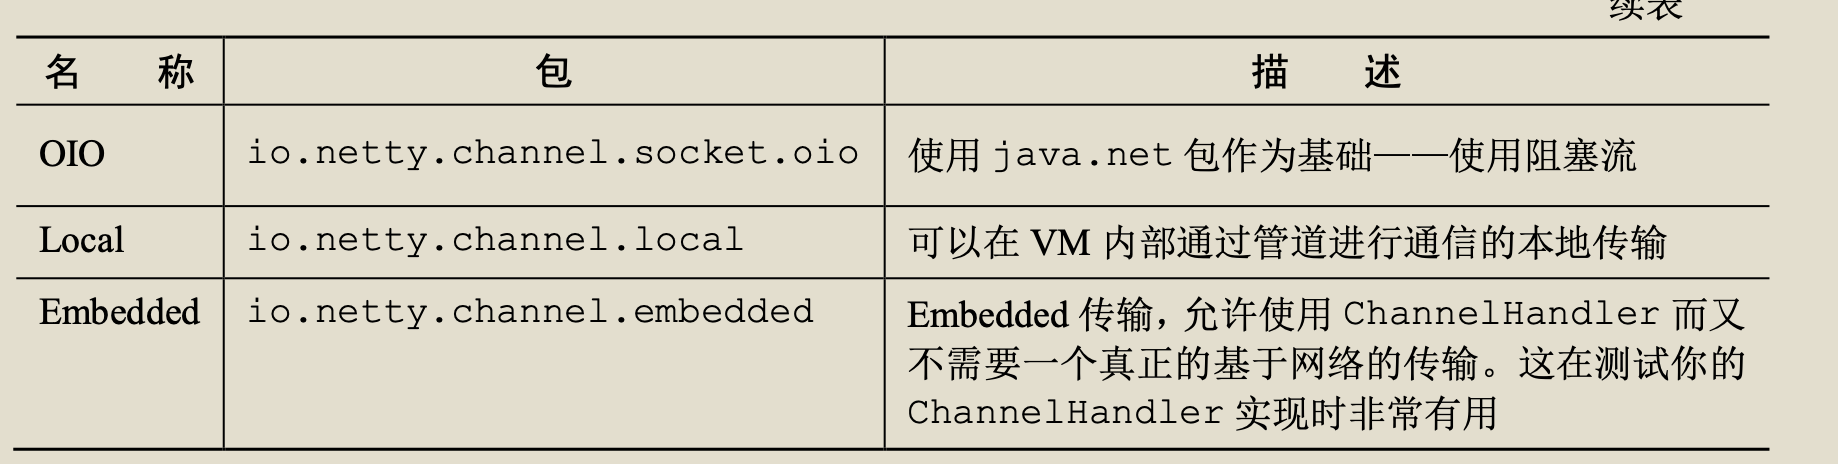 续表
名 称 包 描 述
OIO io.netty.channel.socket.oio 使用 java.net 包作为基础——使用阻塞流
Local io.netty.channel.local 可以在 VM 内部通过管道进行通信的本地传输
Embedded io.netty.channel.embedded Embedded 传输，允许使用 ChannelHandler 而又
不需要一个真正的基于网络的传输。这在测试你的
ChannelHandler 实现时非常有用